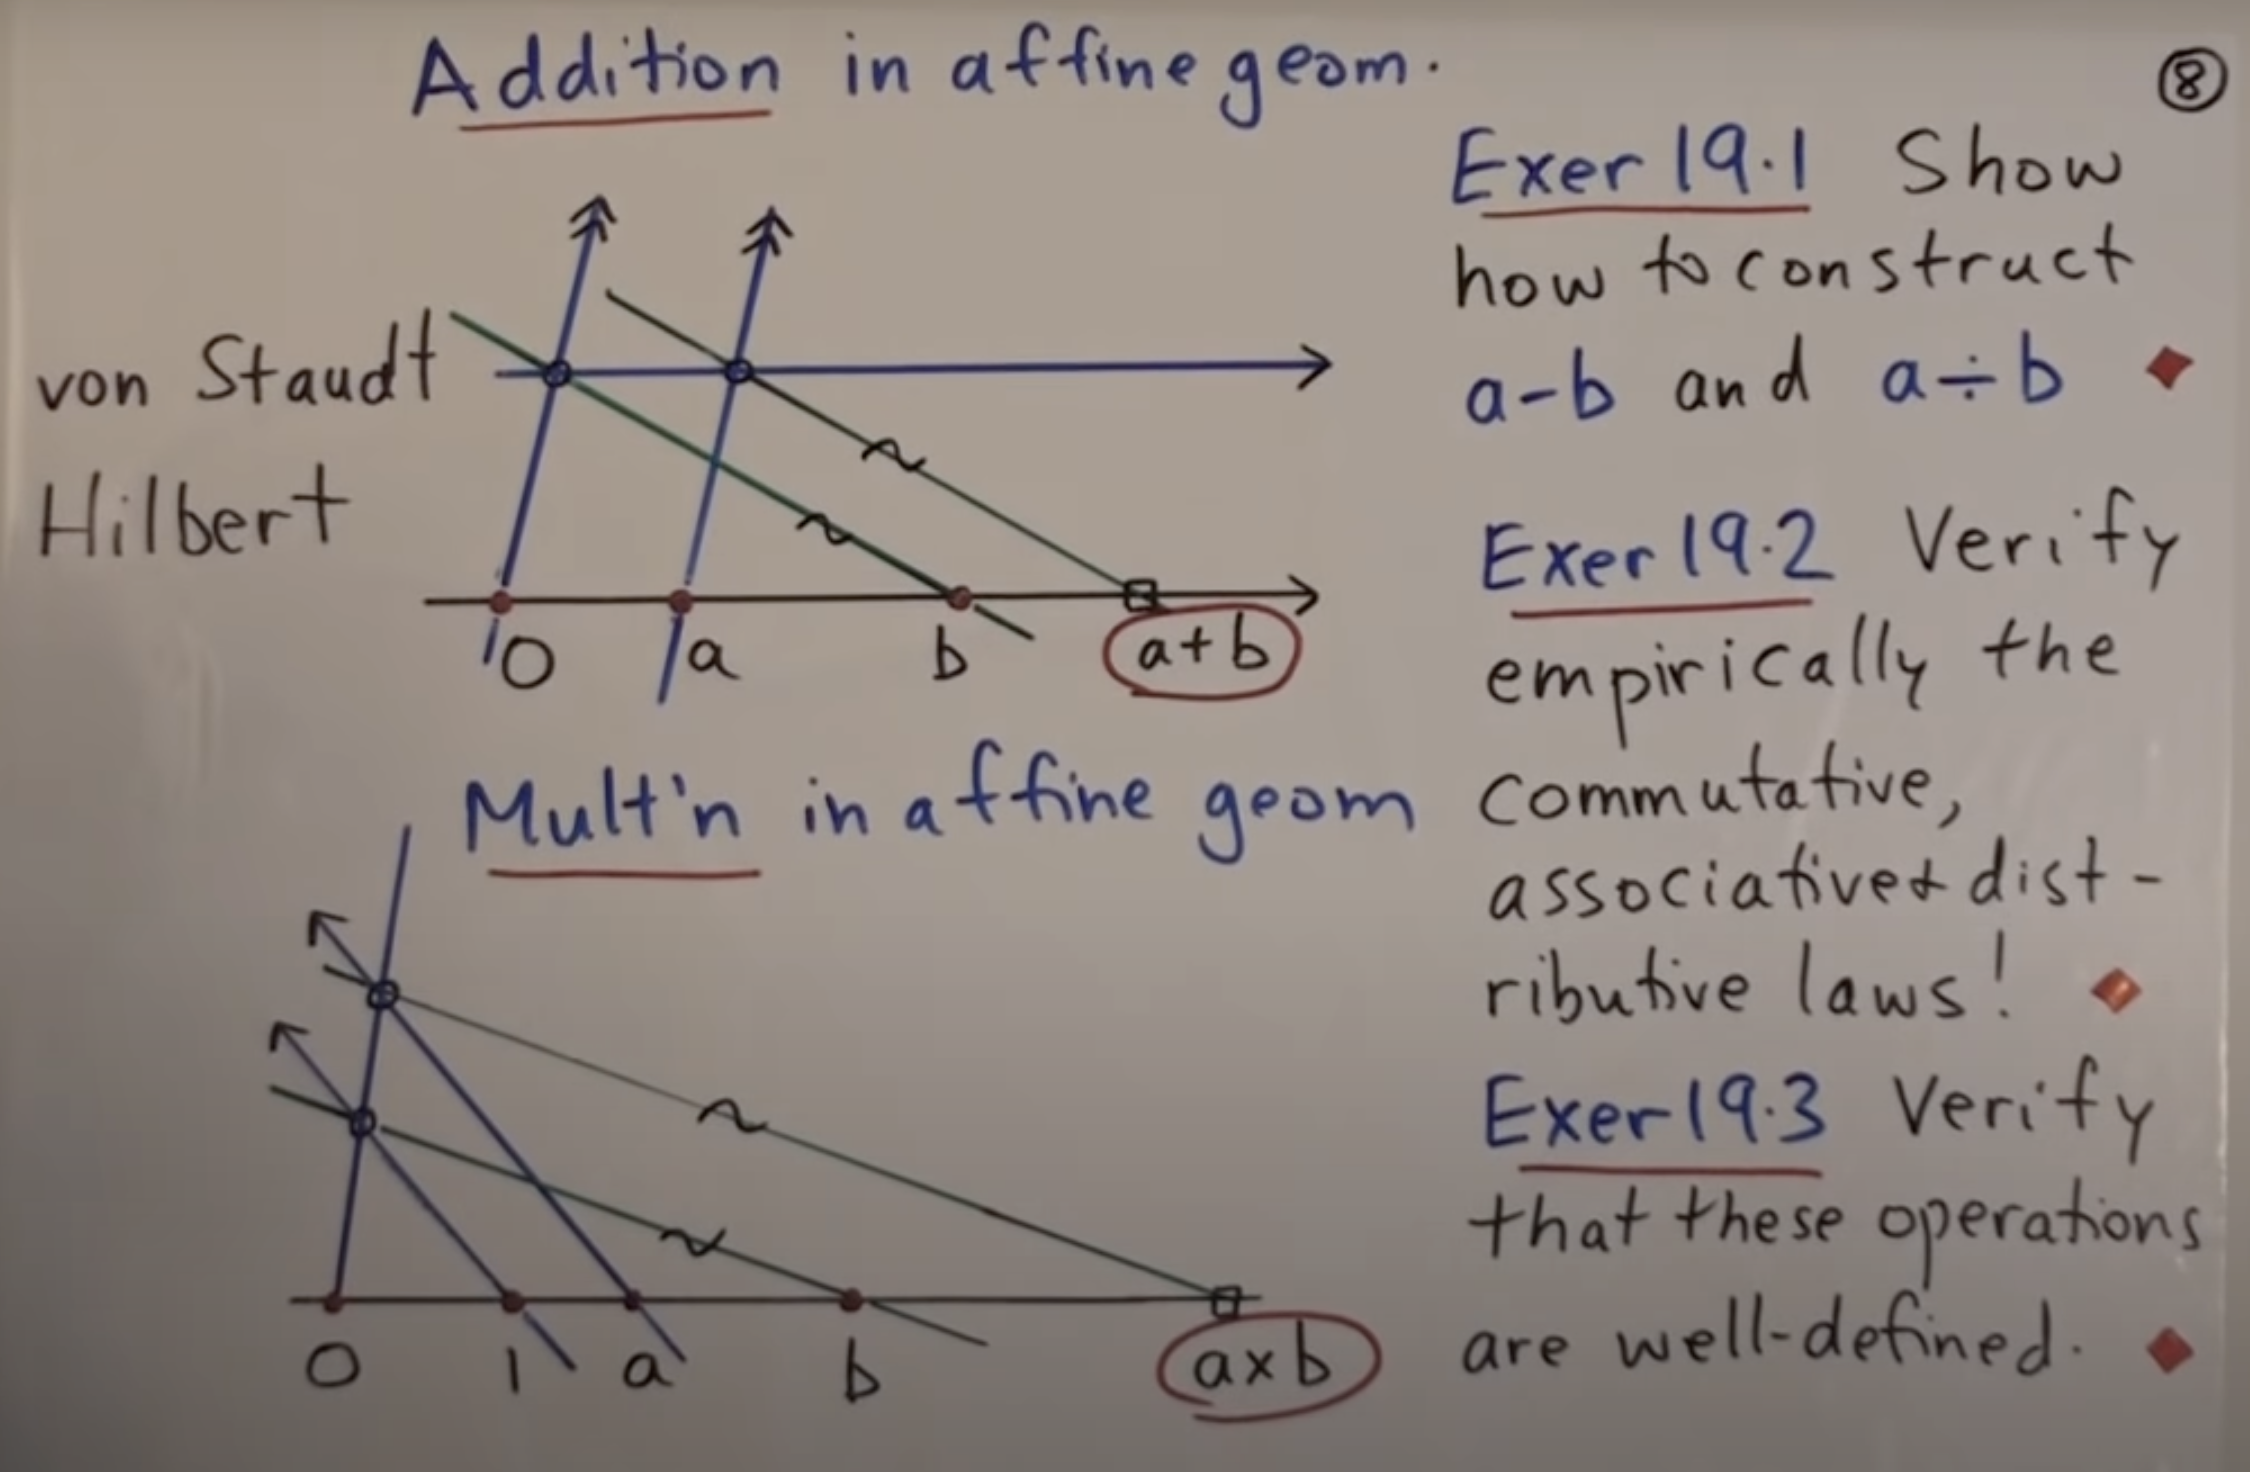 Addition in affine geom.
8
von Staudt
Hilbert
0 a b a+b
Mult'n in affine geom
0 1 a b a×b
Exer 19.1 Show
how to construct
a-b and a÷b
Exer 19.2 Verify
empirically the
commutative,
associative & dist-
ributive laws!
Exer 19.3 Verify
that these operations
are well-defined.